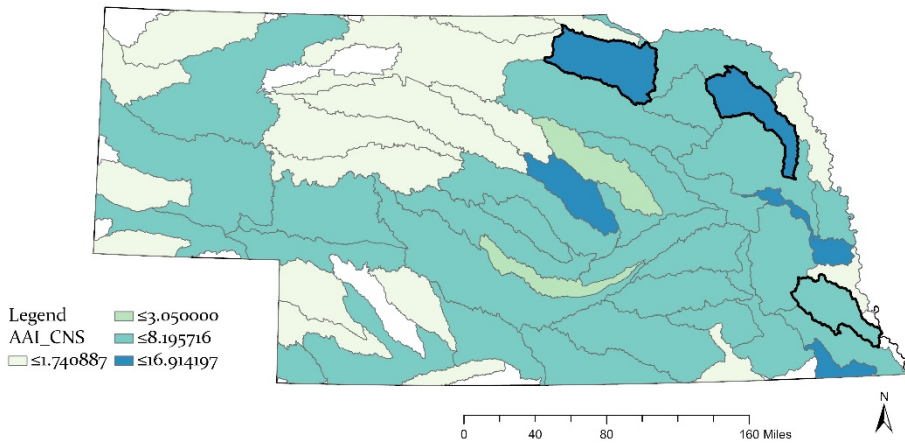 Legend
AAI_CNS
≤1.740887
≤3.050000
≤8.195716
≤16.914197
0 40 80 160 Miles
N